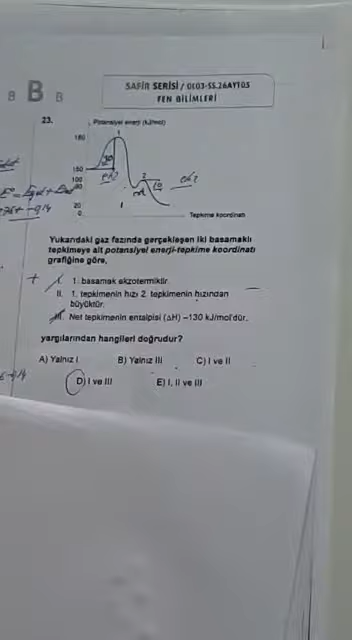 B B B
SAFİR SERİSİ / 0103-SS.26AYT05
FEN BİLİMLERİ
23.
Potansiyel enerji (kJ/mol)
180
1
150
100
2
20
0
Tepkime koordinatı
Yukarıdaki gaz fazında gerçekleşen iki basamaklı
tepkimeye ait potansiyel enerji-tepkime koordinatı
grafiğine göre,
I. 1. basamak ekzotermiktir.
II. 1. tepkimenin hızı 2. tepkimenin hızından
büyüktür.
III. Net tepkimenin entalpisi (ΔH) –130 kJ/mol'dür.
yargılarından hangileri doğrudur?
A) Yalnız I B) Yalnız III C) I ve II
D) I ve III E) I, II ve III